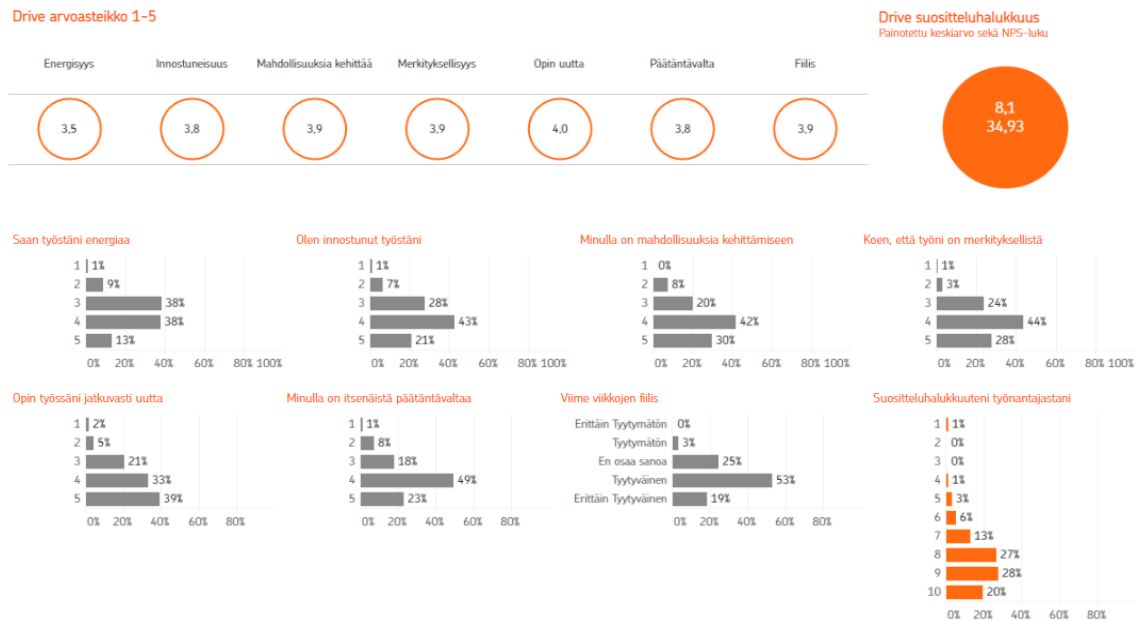 Drive arvoasteikko 1-5
Drive suositteluhalukkuus
Painotettu keskiarvo sekä NPS-luku
Energisyys Innostuneisuus Mahdollisuuksia kehittää Merkityksellisyys Opin uutta Päätäntävalta Fiilis
3,5 3,8 3,9 3,9 4,0 3,8 3,9
8,1
34,93
Saan työstäni energiaa
1 1%
2 9%
3 38%
4 38%
5 13%
0% 20% 40% 60% 80% 100%
Olen innostunut työstäni
1 1%
2 7%
3 28%
4 43%
5 21%
0% 20% 40% 60% 80% 100%
Minulla on mahdollisuuksia kehittämiseen
1 0%
2 8%
3 20%
4 42%
5 30%
0% 20% 40% 60% 80% 100%
Koen, että työni on merkityksellistä
1 1%
2 3%
3 24%
4 44%
5 28%
0% 20% 40% 60% 80% 100%
Opin työssäni jatkuvasti uutta
1 2%
2 5%
3 21%
4 33%
5 39%
0% 20% 40% 60% 80%
Minulla on itsenäistä päätäntävaltaa
1 1%
2 8%
3 18%
4 49%
5 23%
0% 20% 40% 60% 80%
Viime viikkojen fiilis
Erittäin Tyytymätön 0%
Tyytymätön 3%
En osaa sanoa 25%
Tyytyväinen 53%
Erittäin Tyytyväinen 19%
0% 20% 40% 60% 80%
Suositteluhalukkuuteni työnantajastani
1 1%
2 0%
3 0%
4 1%
5 3%
6 6%
7 13%
8 27%
9 28%
10 20%
0% 20% 40% 60% 80%